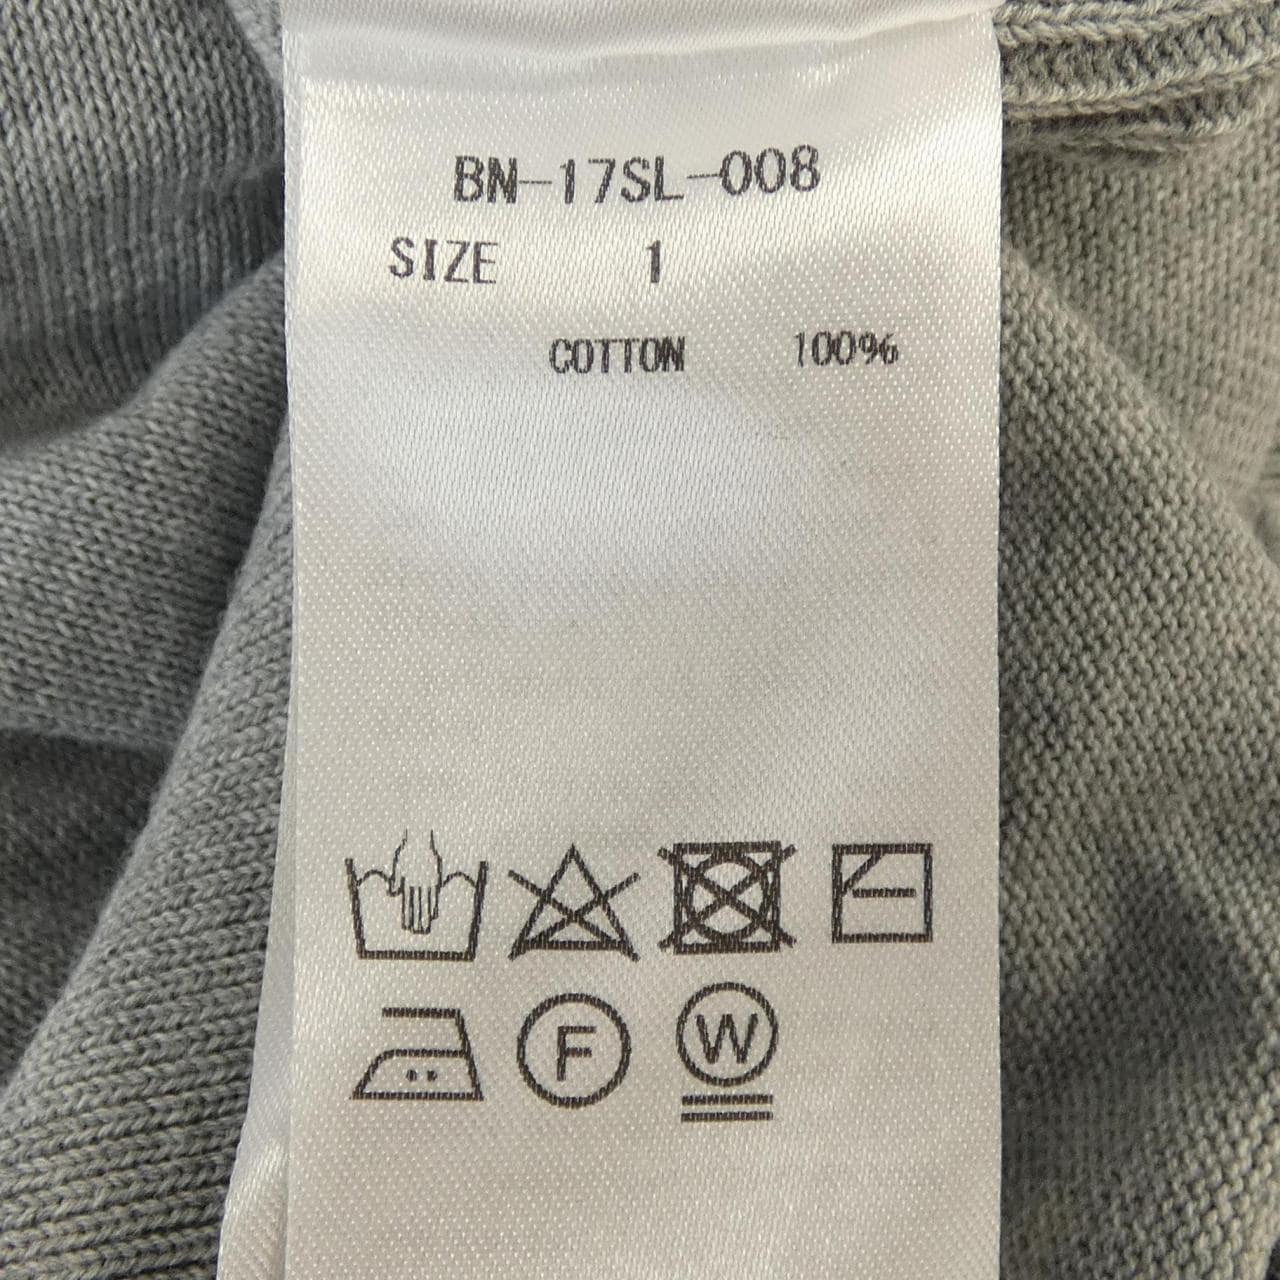 BN-17SL-008
SIZE 1
COTTON 100%
F W